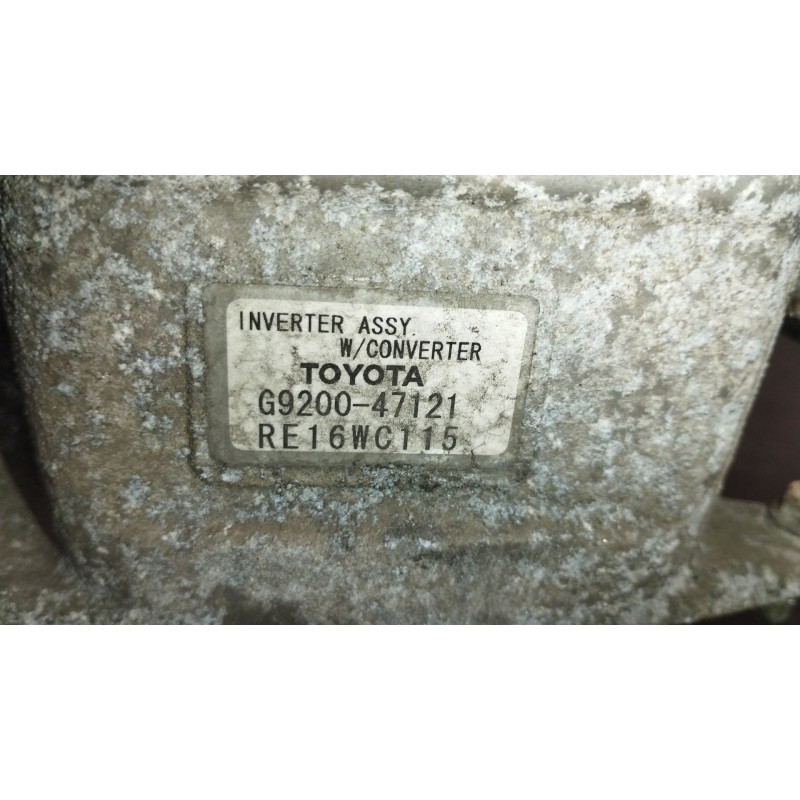 INVERTER ASSY.
W/CONVERTER
TOYOTA
G9200-47121
RE16WC115